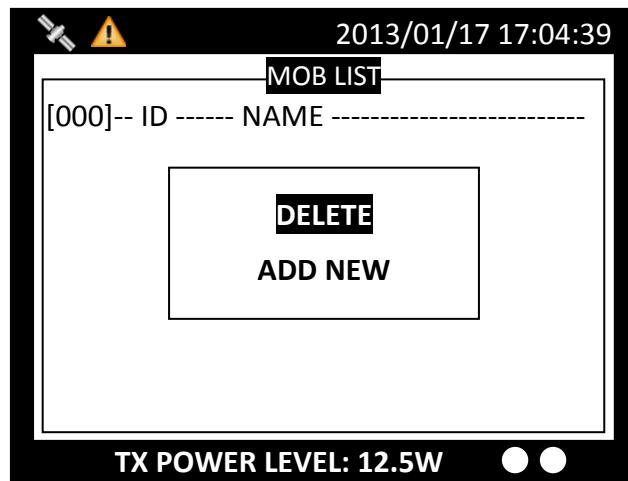 2013/01/17 17:04:39
MOB LIST
[000]-- ID ------ NAME --------------------------
DELETE
ADD NEW
TX POWER LEVEL: 12.5W